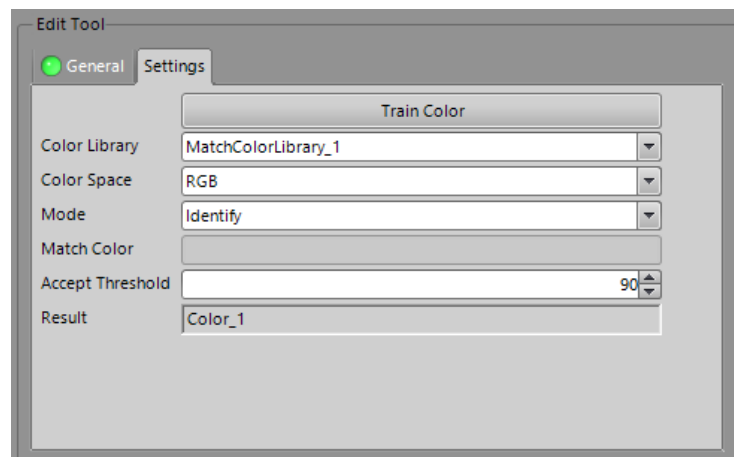 Edit Tool
General Settings
Train Color
Color Library MatchColorLibrary_1
Color Space RGB
Mode Identify
Match Color
Accept Threshold 90
Result Color_1